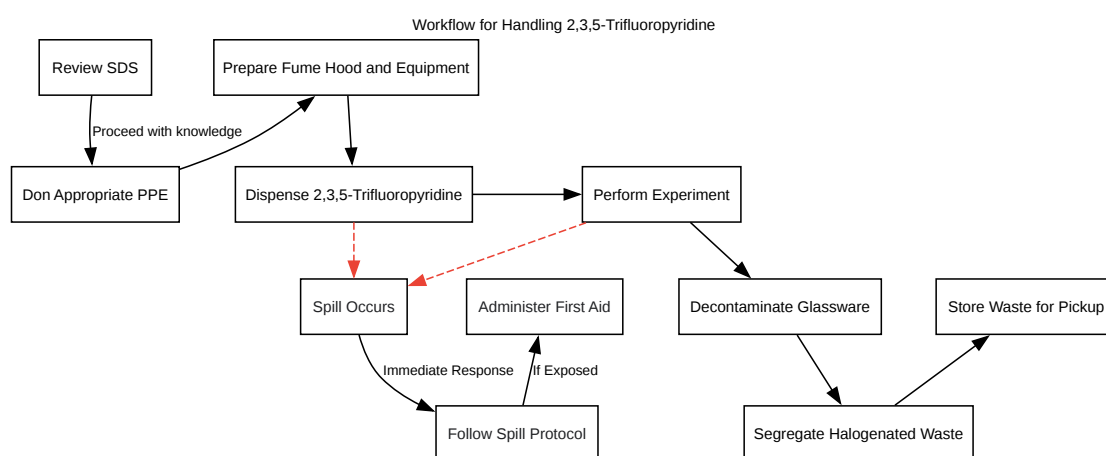 Workflow for Handling 2,3,5-Trifluoropyridine
Review SDS
Prepare Fume Hood and Equipment
Proceed with knowledge
Don Appropriate PPE
Dispense 2,3,5-Trifluoropyridine
Perform Experiment
Spill Occurs
Administer First Aid
Decontaminate Glassware
Store Waste for Pickup
Immediate Response
If Exposed
Follow Spill Protocol
Segregate Halogenated Waste